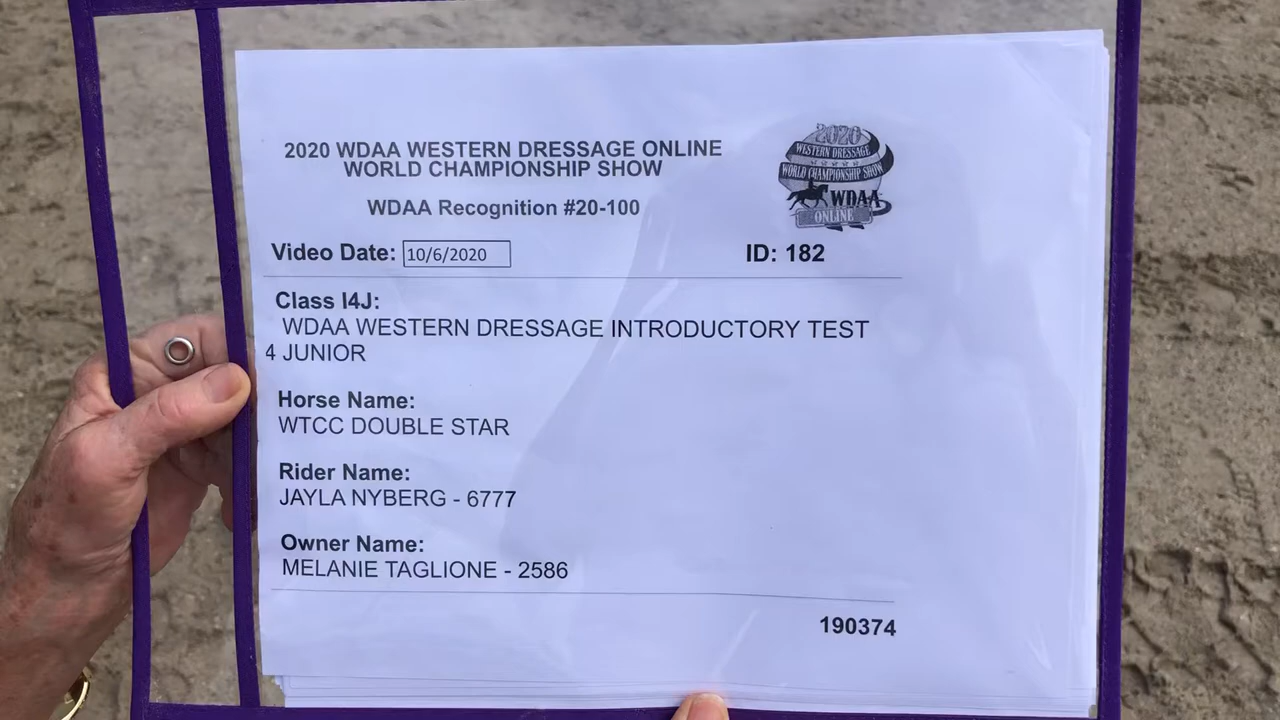 2020 WDAA WESTERN DRESSAGE ONLINE
WORLD CHAMPIONSHIP SHOW
WDAA Recognition #20-100
2020
WESTERN DRESSAGE
WORLD CHAMPIONSHIP SHOW
WDAA
ONLINE
Video Date: 10/6/2020
ID: 182
Class I4J:
WDAA WESTERN DRESSAGE INTRODUCTORY TEST
4 JUNIOR
Horse Name:
WTCC DOUBLE STAR
Rider Name:
JAYLA NYBERG - 6777
Owner Name:
MELANIE TAGLIONE - 2586
190374